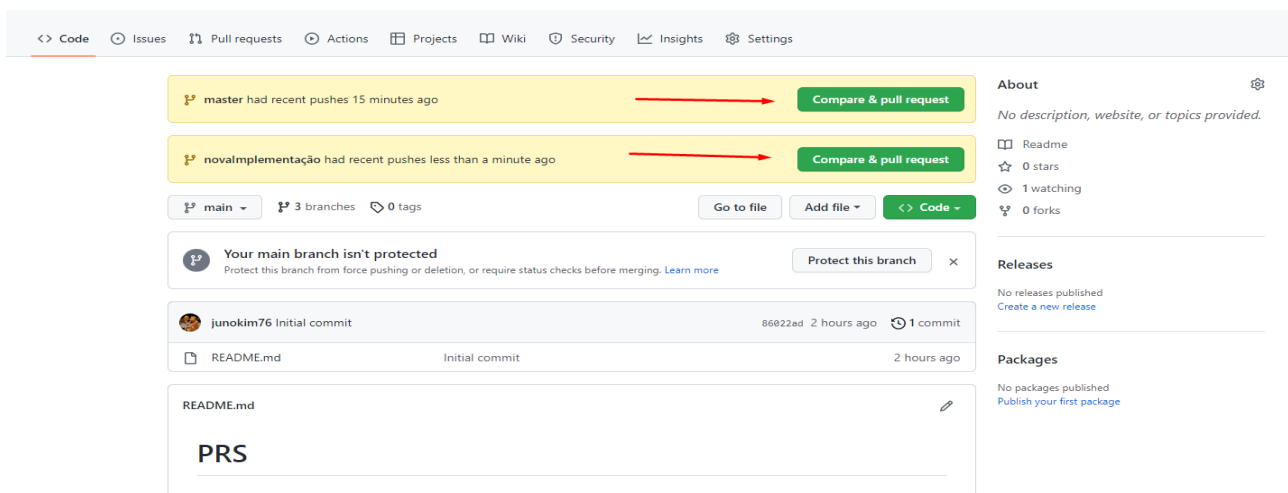 <> Code Issues Pull requests Actions Projects Wiki Security Insights Settings
master had recent pushes 15 minutes ago Compare & pull request
novaImplementação had recent pushes less than a minute ago Compare & pull request
main 3 branches 0 tags Go to file Add file <> Code
Your main branch isn't protected
Protect this branch from force pushing or deletion, or require status checks before merging. Learn more
Protect this branch
junokim76 Initial commit 86022ad 2 hours ago 1 commit
README.md Initial commit 2 hours ago
README.md
PRS
About
No description, website, or topics provided.
Readme
0 stars
1 watching
0 forks
Releases
No releases published
Create a new release
Packages
No packages published
Publish your first package